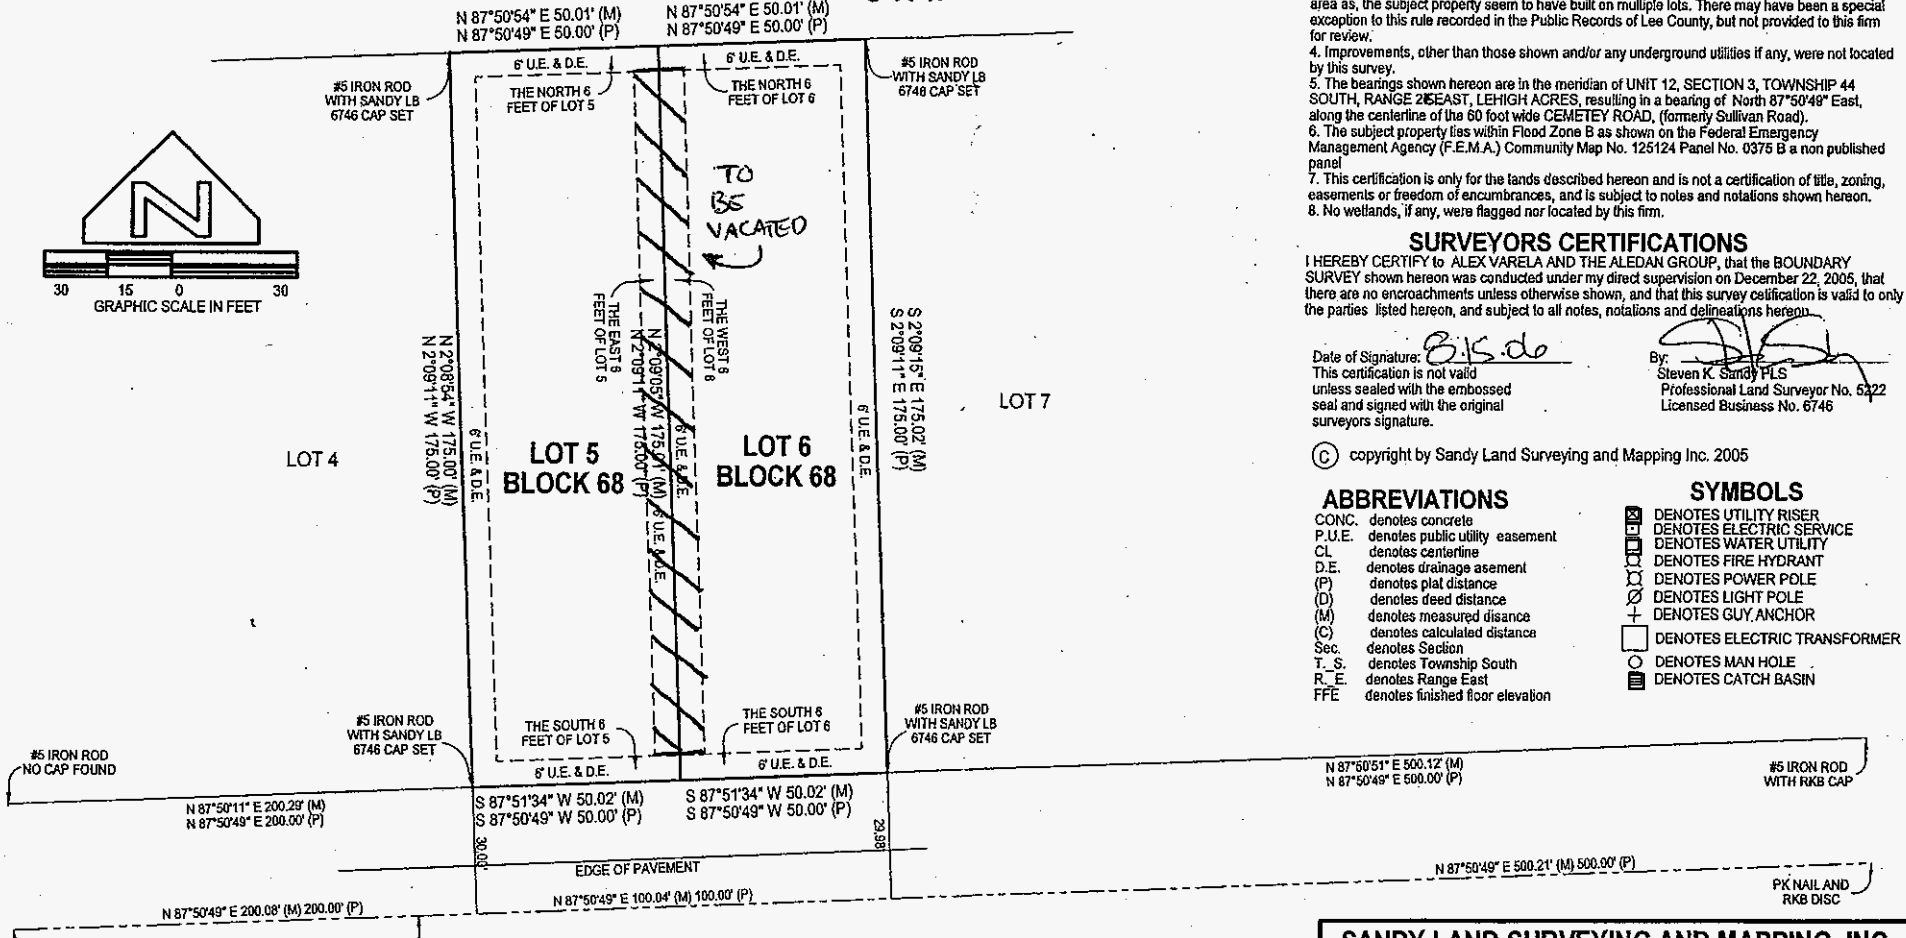 N 87°50'54" E 50.01' (M)
N 87°50'49" E 50.00' (P)
N 87°50'54" E 50.01' (M)
N 87°50'49" E 50.00' (P)
6' U.E. & D.E.
6' U.E. & D.E.
#5 IRON ROD
WITH SANDY LB
6746 CAP SET
THE NORTH 6
FEET OF LOT 5
THE NORTH 6
FEET OF LOT 6
#5 IRON ROD
WITH SANDY LB
6746 CAP SET
TO
BE
VACATED
N
30 15 0 30
GRAPHIC SCALE IN FEET
THE EAST 6
FEET OF LOT 5
THE WEST 6
FEET OF LOT 6
N 2°08'54" W 175.00' (M)
N 2°09'11" W 175.00' (P)
N 2°09'05" W 175.01' (M)
N 2°09'11" W 175.00' (P)
S 2°09'15" E 175.02' (M)
S 2°09'11" E 175.00' (P)
6' U.E. & D.E.
6' U.E. & D.E.
6' U.E. & D.E.
6' U.E. & D.E.
LOT 4
LOT 5
BLOCK 68
LOT 6
BLOCK 68
LOT 7
#5 IRON ROD
WITH SANDY LB
6746 CAP SET
THE SOUTH 6
FEET OF LOT 5
THE SOUTH 6
FEET OF LOT 6
#5 IRON ROD
WITH SANDY LB
6746 CAP SET
#5 IRON ROD
NO CAP FOUND
6' U.E. & D.E.
6' U.E. & D.E.
N 87°50'11" E 200.29' (M)
N 87°50'49" E 200.00' (P)
S 87°51'34" W 50.02' (M)
S 87°50'49" W 50.00' (P)
S 87°51'34" W 50.02' (M)
S 87°50'49" W 50.00' (P)
N 87°50'51" E 500.12' (M)
N 87°50'49" E 500.00' (P)
#5 IRON ROD
WITH RKB CAP
30.00'
29.98'
EDGE OF PAVEMENT
N 87°50'49" E 200.08' (M) 200.00' (P)
N 87°50'49" E 100.04' (M) 100.00' (P)
N 87°50'49" E 500.21' (M) 500.00' (P)
PK NAIL AND
RKB DISC
area as, the subject property seem to have built on multiple lots. There may have been a special
exception to this rule recorded in the Public Records of Lee County, but not provided to this firm
for review.
4. Improvements, other than those shown and/or any underground utilities if any, were not located
by this survey.
5. The bearings shown hereon are in the meridian of UNIT 12, SECTION 3, TOWNSHIP 44
SOUTH, RANGE EAST, LEHIGH ACRES, resulting in a bearing of North 87°50'49" East,
along the centerline of the 60 foot wide CEMETEY ROAD, (formerly Sullivan Road).
6. The subject property lies within Flood Zone B as shown on the Federal Emergency
Management Agency (F.E.M.A.) Community Map No. 125124 Panel No. 0375 B a non published
panel
7. This certification is only for the lands described hereon and is not a certification of title, zoning,
easements or freedom of encumbrances, and is subject to notes and notations shown hereon.
8. No wetlands, if any, were flagged nor located by this firm.
SURVEYORS CERTIFICATIONS
I HEREBY CERTIFY to ALEX VARELA AND THE ALEDAN GROUP, that the BOUNDARY
SURVEY shown hereon was conducted under my direct supervision on December 22, 2005, that
there are no encroachments unless otherwise shown, and that this survey cetification is valid to only
the parties listed hereon, and subject to all notes, notations and delineations hereon.
Date of Signature: 8.15.06
This certification is not valid
unless sealed with the embossed
seal and signed with the original
surveyors signature.
By:
Steven K. Sandy PLS
Professional Land Surveyor No. 5222
Licensed Business No. 6746
© copyright by Sandy Land Surveying and Mapping Inc. 2005
ABBREVIATIONS
CONC. denotes concrete
P.U.E. denotes public utility easement
CL denotes centerline
D.E. denotes drainage asement
(P) denotes plat distance
(D) denotes deed distance
(M) denotes measured disance
(C) denotes calculated distance
Sec. denotes Section
T._S. denotes Township South
R._E. denotes Range East
FFE denotes finished floor elevation
SYMBOLS
DENOTES UTILITY RISER
DENOTES ELECTRIC SERVICE
DENOTES WATER UTILITY
DENOTES FIRE HYDRANT
DENOTES POWER POLE
DENOTES LIGHT POLE
DENOTES GUY ANCHOR
DENOTES ELECTRIC TRANSFORMER
DENOTES MAN HOLE
DENOTES CATCH BASIN
SANDY LAND SURVEYING AND MAPPING, INC.